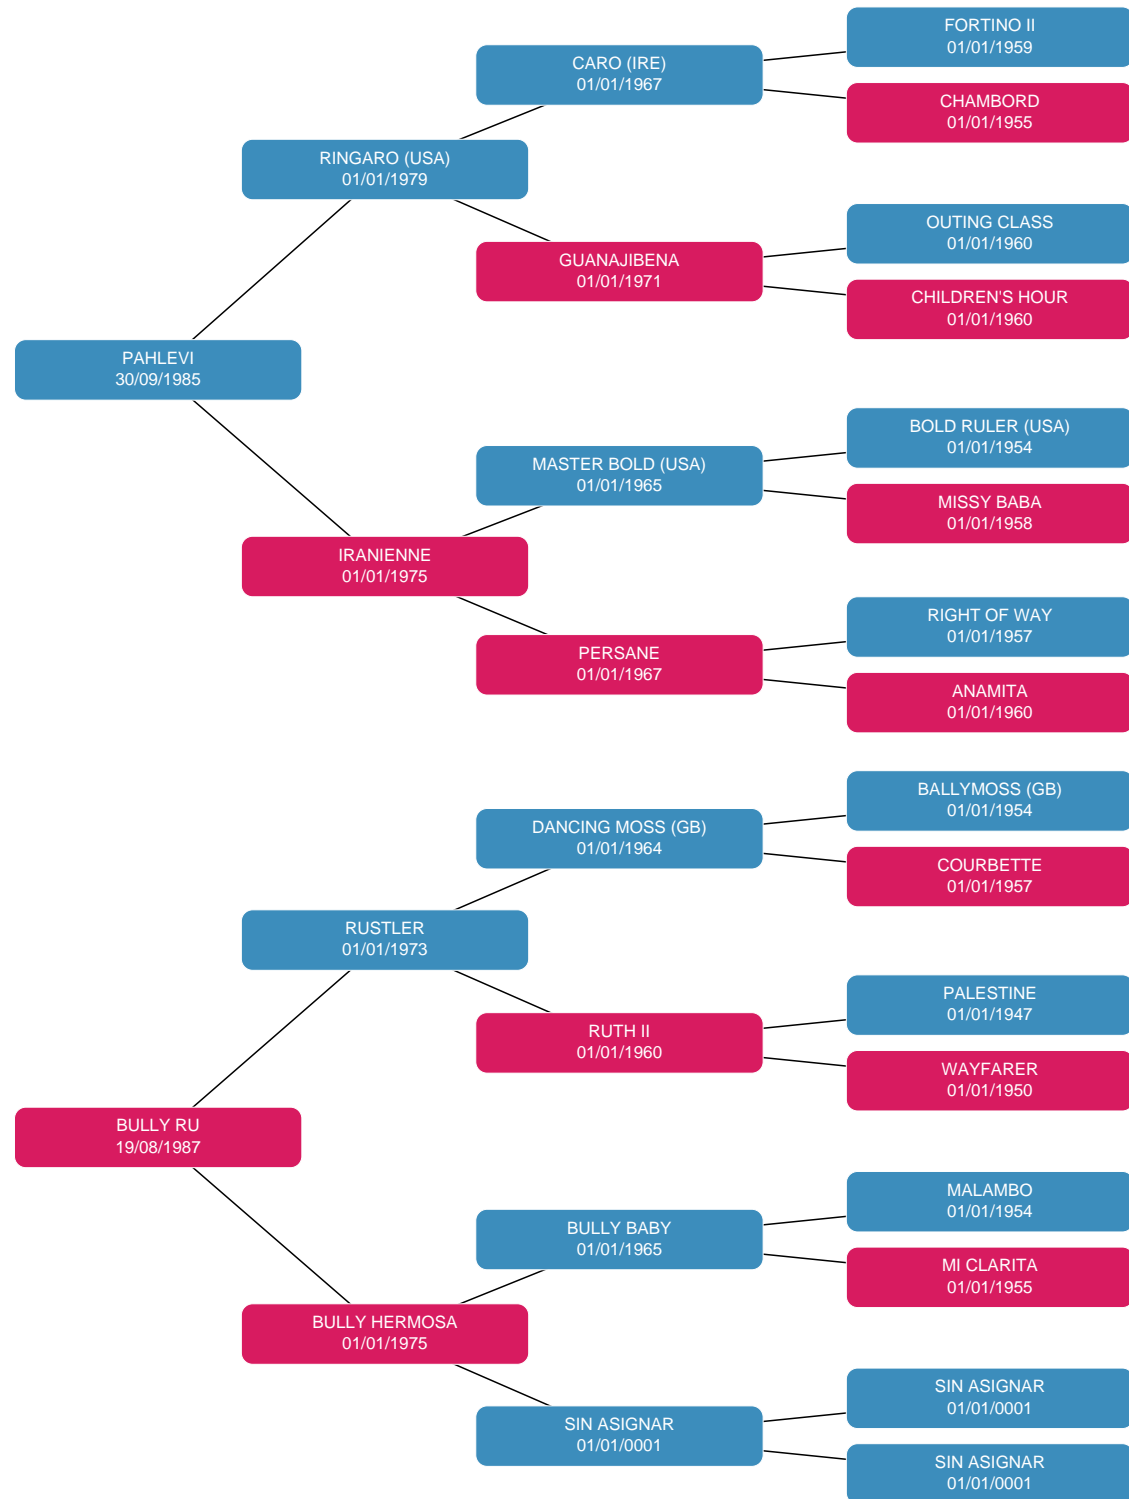 FORTINO II
01/01/1959
CARO (IRE)
01/01/1967
CHAMBORD
01/01/1955
RINGARO (USA)
01/01/1979
OUTING CLASS
01/01/1960
GUANAJIBENA
01/01/1971
CHILDREN'S HOUR
01/01/1960
PAHLEVI
30/09/1985
BOLD RULER (USA)
01/01/1954
MASTER BOLD (USA)
01/01/1965
MISSY BABA
01/01/1958
IRANIENNE
01/01/1975
RIGHT OF WAY
01/01/1957
PERSANE
01/01/1967
ANAMITA
01/01/1960
BALLYMOSS (GB)
01/01/1954
DANCING MOSS (GB)
01/01/1964
COURBETTE
01/01/1957
RUSTLER
01/01/1973
PALESTINE
01/01/1947
RUTH II
01/01/1960
WAYFARER
01/01/1950
BULLY RU
19/08/1987
MALAMBO
01/01/1954
BULLY BABY
01/01/1965
MI CLARITA
01/01/1955
BULLY HERMOSA
01/01/1975
SIN ASIGNAR
01/01/0001
SIN ASIGNAR
01/01/0001
SIN ASIGNAR
01/01/0001